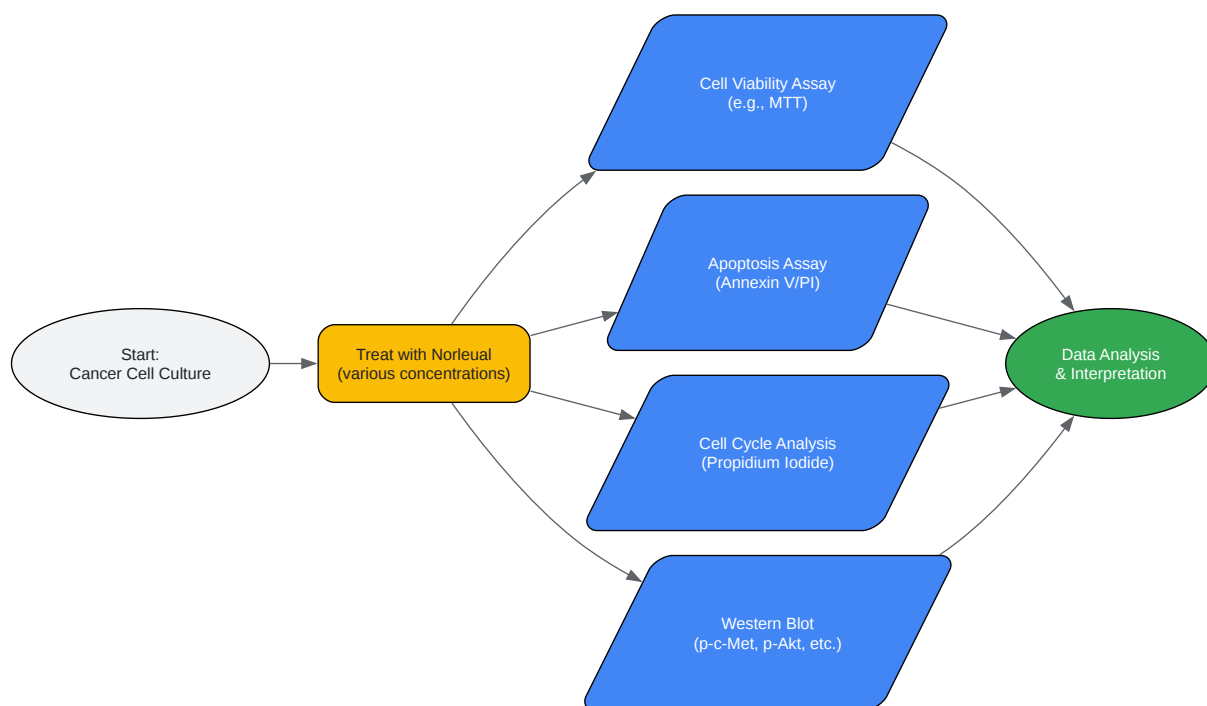 Start:
Cancer Cell Culture
Treat with Norleual
(various concentrations)
Cell Viability Assay
(e.g., MTT)
Apoptosis Assay
(Annexin V/PI)
Cell Cycle Analysis
(Propidium Iodide)
Western Blot
(p-c-Met, p-Akt, etc.)
Data Analysis
& Interpretation